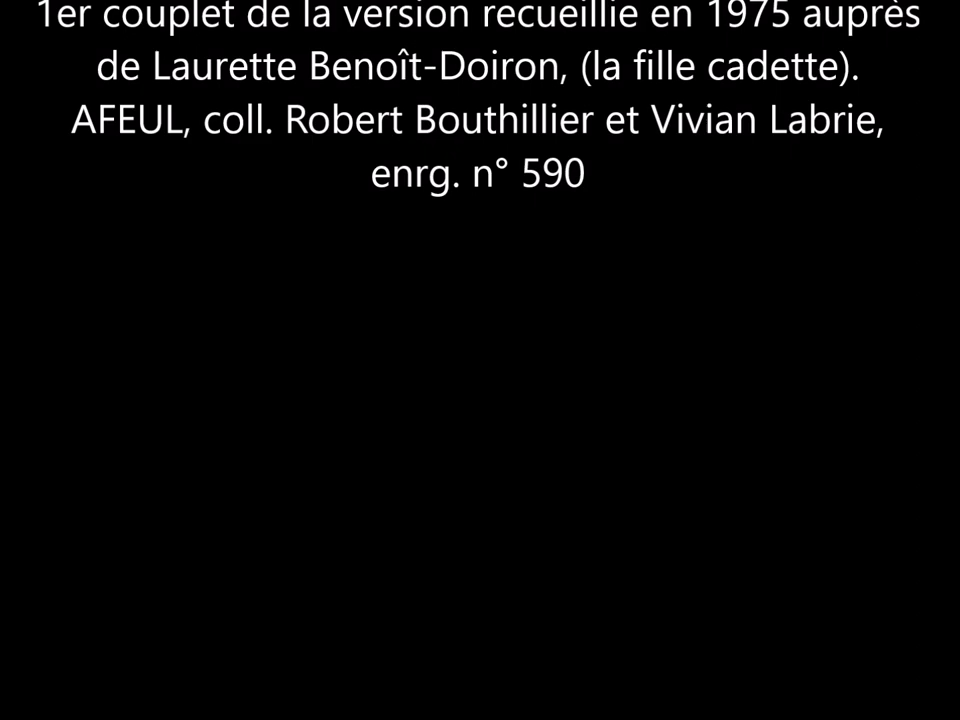 1er couplet de la version recueillie en 1975 auprès
de Laurette Benoît-Doiron, (la fille cadette).
AFEUL, coll. Robert Bouthillier et Vivian Labrie,
enrg. n° 590